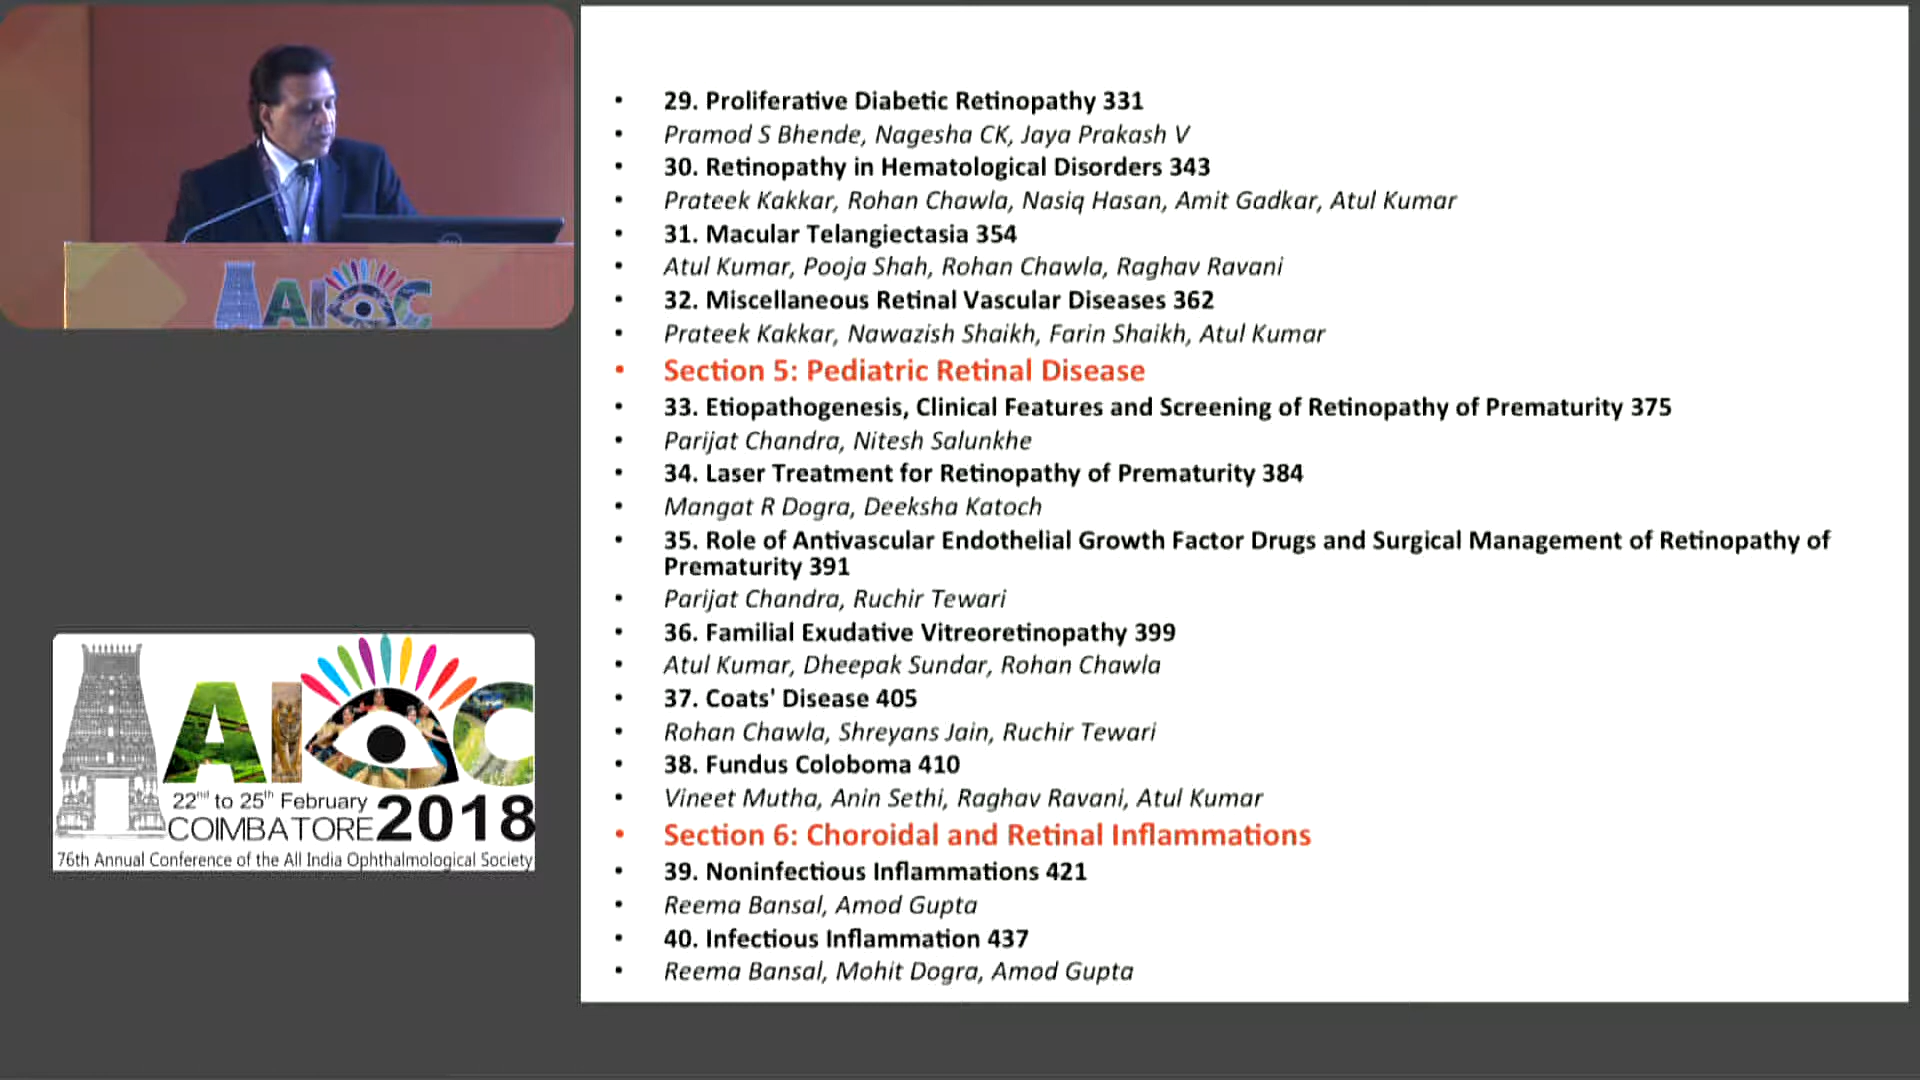 AIOC
29. Proliferative Diabetic Retinopathy 331
Pramod S Bhende, Nagesha CK, Jaya Prakash V
30. Retinopathy in Hematological Disorders 343
Prateek Kakkar, Rohan Chawla, Nasiq Hasan, Amit Gadkar, Atul Kumar
31. Macular Telangiectasia 354
Atul Kumar, Pooja Shah, Rohan Chawla, Raghav Ravani
32. Miscellaneous Retinal Vascular Diseases 362
Prateek Kakkar, Nawazish Shaikh, Farin Shaikh, Atul Kumar
Section 5: Pediatric Retinal Disease
33. Etiopathogenesis, Clinical Features and Screening of Retinopathy of Prematurity 375
Parijat Chandra, Nitesh Salunkhe
34. Laser Treatment for Retinopathy of Prematurity 384
Mangat R Dogra, Deeksha Katoch
35. Role of Antivascular Endothelial Growth Factor Drugs and Surgical Management of Retinopathy of
Prematurity 391
Parijat Chandra, Ruchir Tewari
36. Familial Exudative Vitreoretinopathy 399
Atul Kumar, Dheepak Sundar, Rohan Chawla
37. Coats' Disease 405
Rohan Chawla, Shreyans Jain, Ruchir Tewari
38. Fundus Coloboma 410
Vineet Mutha, Anin Sethi, Raghav Ravani, Atul Kumar
Section 6: Choroidal and Retinal Inflammations
39. Noninfectious Inflammations 421
Reema Bansal, Amod Gupta
40. Infectious Inflammation 437
Reema Bansal, Mohit Dogra, Amod Gupta
AIOC
22nd to 25th February
COIMBATORE 2018
76th Annual Conference of the All India Ophthalmological Society